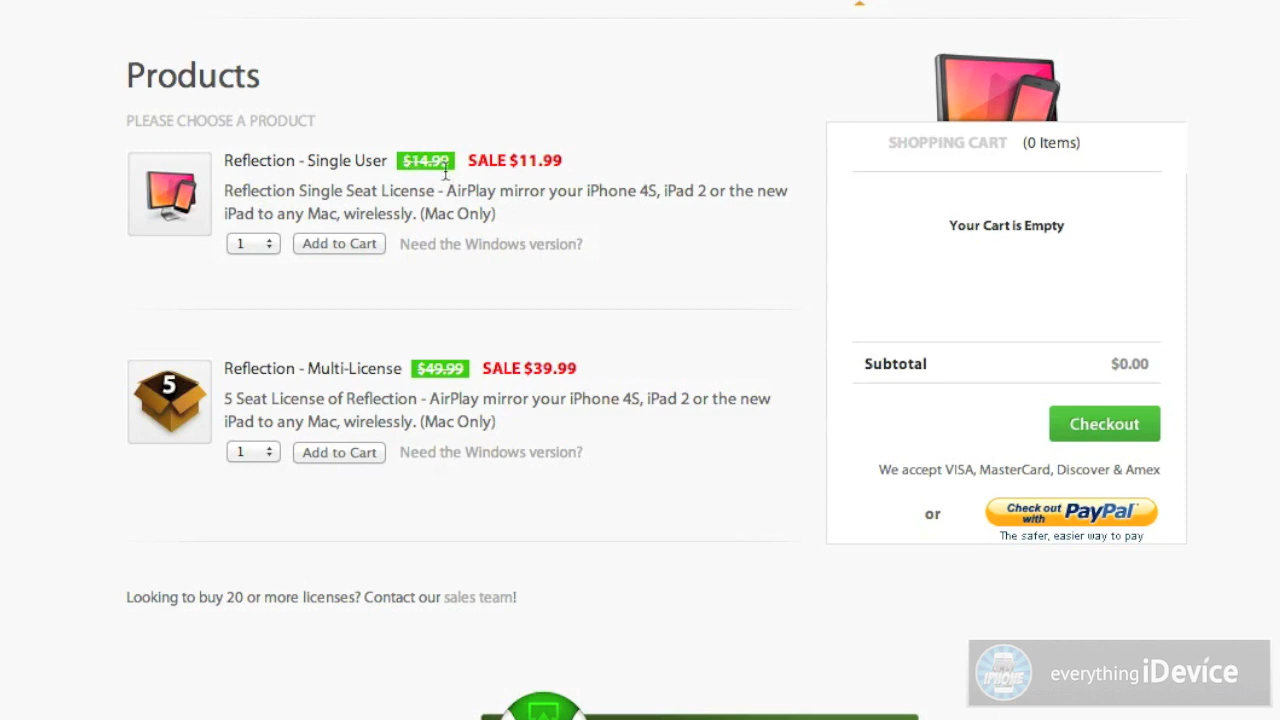 Products
PLEASE CHOOSE A PRODUCT
Reflection - Single User $14.99 SALE $11.99
Reflection Single Seat License - AirPlay mirror your iPhone 4S, iPad 2 or the new
iPad to any Mac, wirelessly. (Mac Only)
1 Add to Cart Need the Windows version?
5
Reflection - Multi-License $49.99 SALE $39.99
5 Seat License of Reflection - AirPlay mirror your iPhone 4S, iPad 2 or the new
iPad to any Mac, wirelessly. (Mac Only)
1 Add to Cart Need the Windows version?
Looking to buy 20 or more licenses? Contact our sales team!
SHOPPING CART (0 Items)
Your Cart is Empty
Subtotal $0.00
Checkout
We accept VISA, MasterCard, Discover & Amex
or
Check out
with PayPal
The safer, easier way to pay
everything iDevice